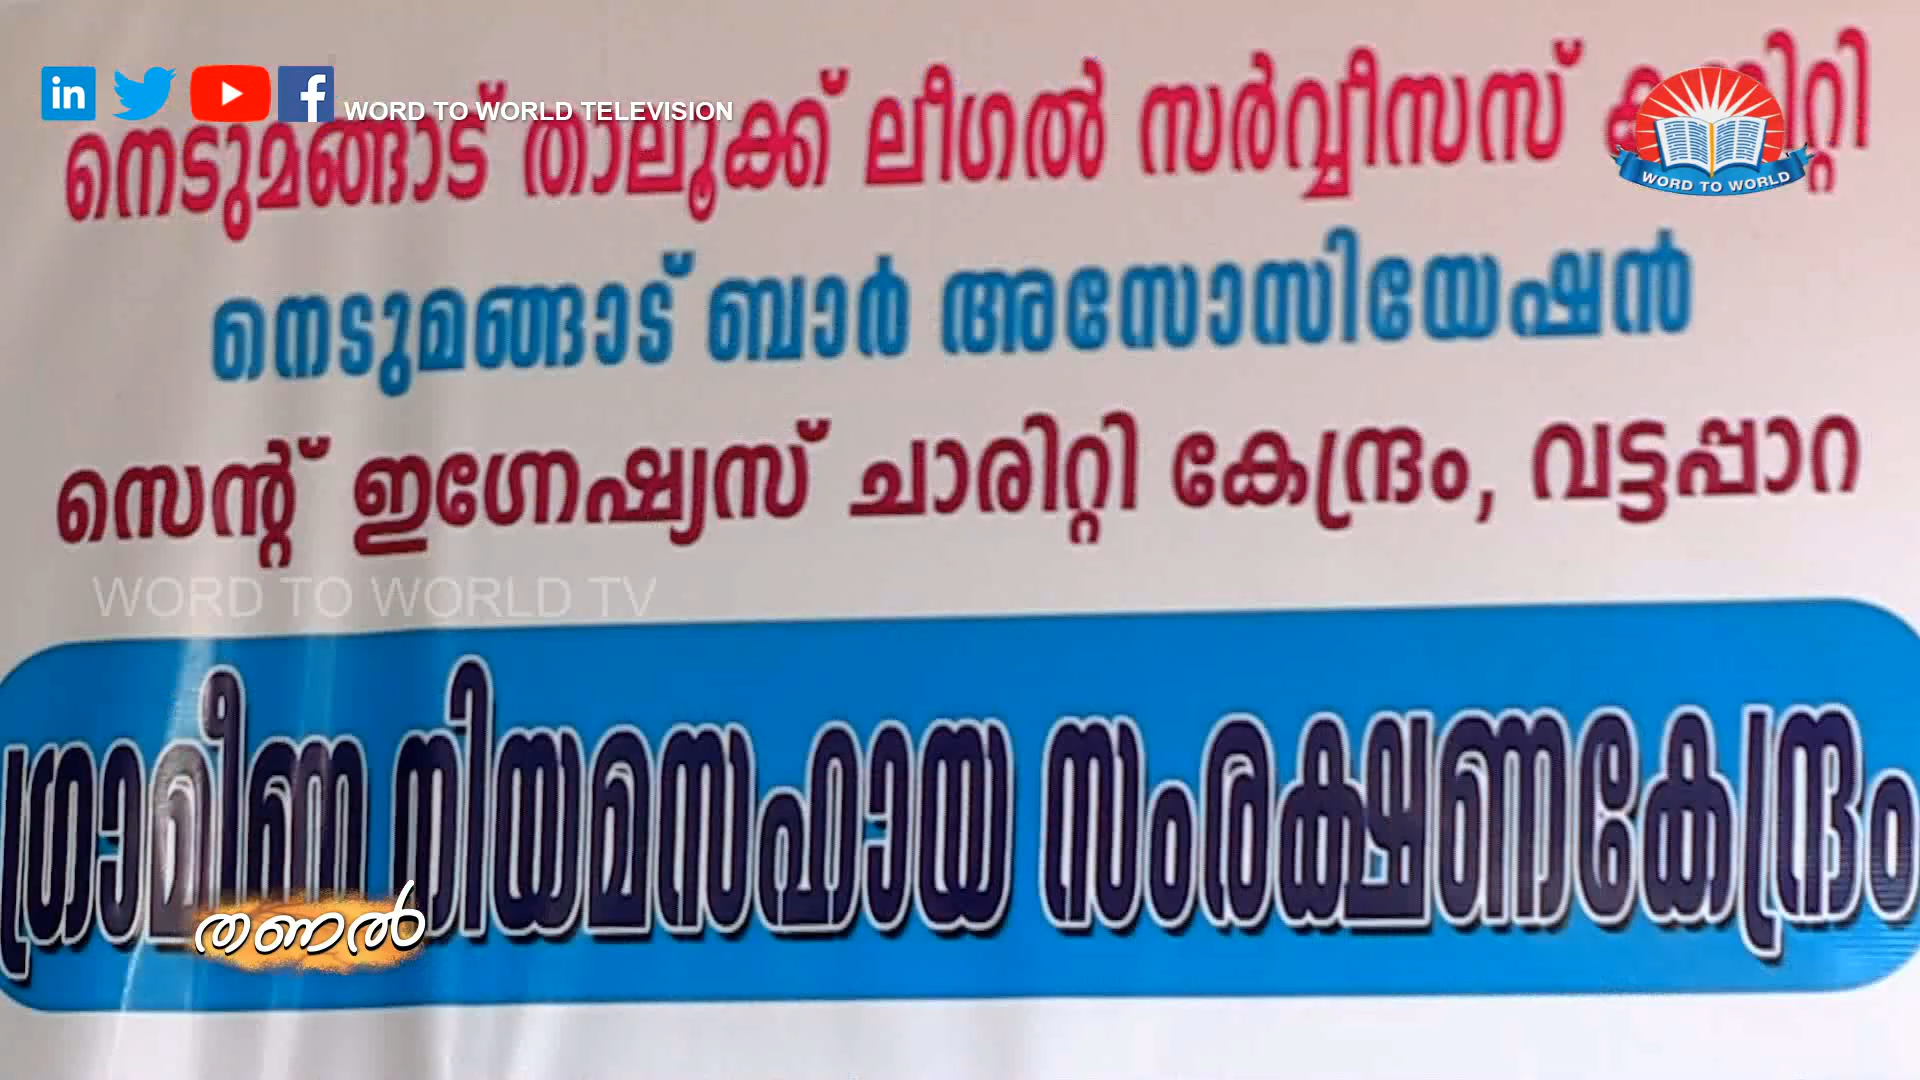 WORD TO WORLD TELEVISION
നെടുമങ്ങാട് താലൂക്ക് ലീഗൽ സർവ്വീസസ്
WORD TO WORLD
നെടുമങ്ങാട് ബാർ അസോസിയേഷൻ
സെന്റ് ഇഗ്നേഷ്യസ് ചാരിറ്റി കേന്ദ്രം, വട്ടപ്പാറ
WORD TO WORLD TV
ഗ്രാമീണ നിയമസഹായ സംരക്ഷണകേന്ദ്രം
തണൽ